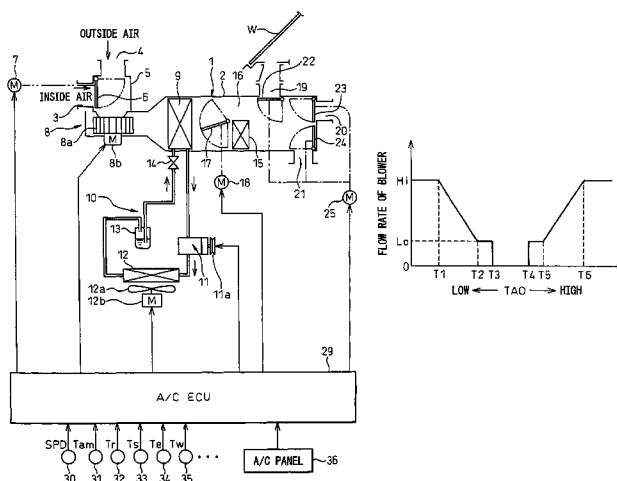 OUTSIDE AIR
W
7
4
5
9
1
2
16
22
19
M
INSIDE AIR
6
3
8
8a
M
8b
23
20
24
17
15
14
M
18
21
M
25
10
13
12
11
11a
12a
12b
M
FLOW RATE OF BLOWER
Hi
Lo
0
T1
T2
T3
T4
T5
T5
LOW
TAO
HIGH
29
A/C ECU
SPD
Tam
Tr
Ts
Te
Tw
...
30
31
32
33
34
35
A/C PANEL
36